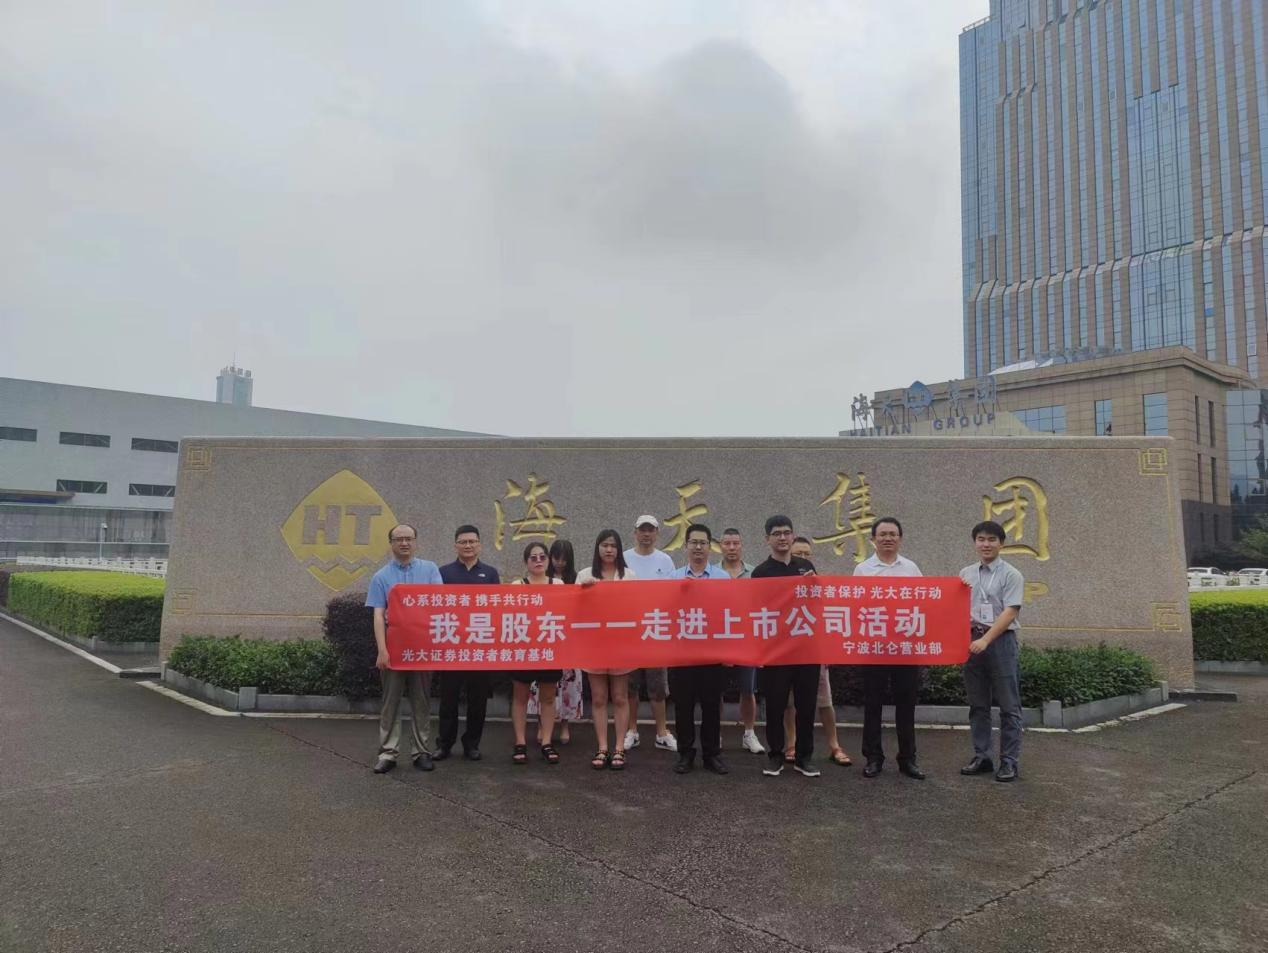 海天集团
HAITIAN GROUP
HT
海天集团
P
心系投资者 携手共行动
投资者保护 光大在行动
我是股东——走进上市公司活动
光大证券投资者教育基地
宁波北仑营业部